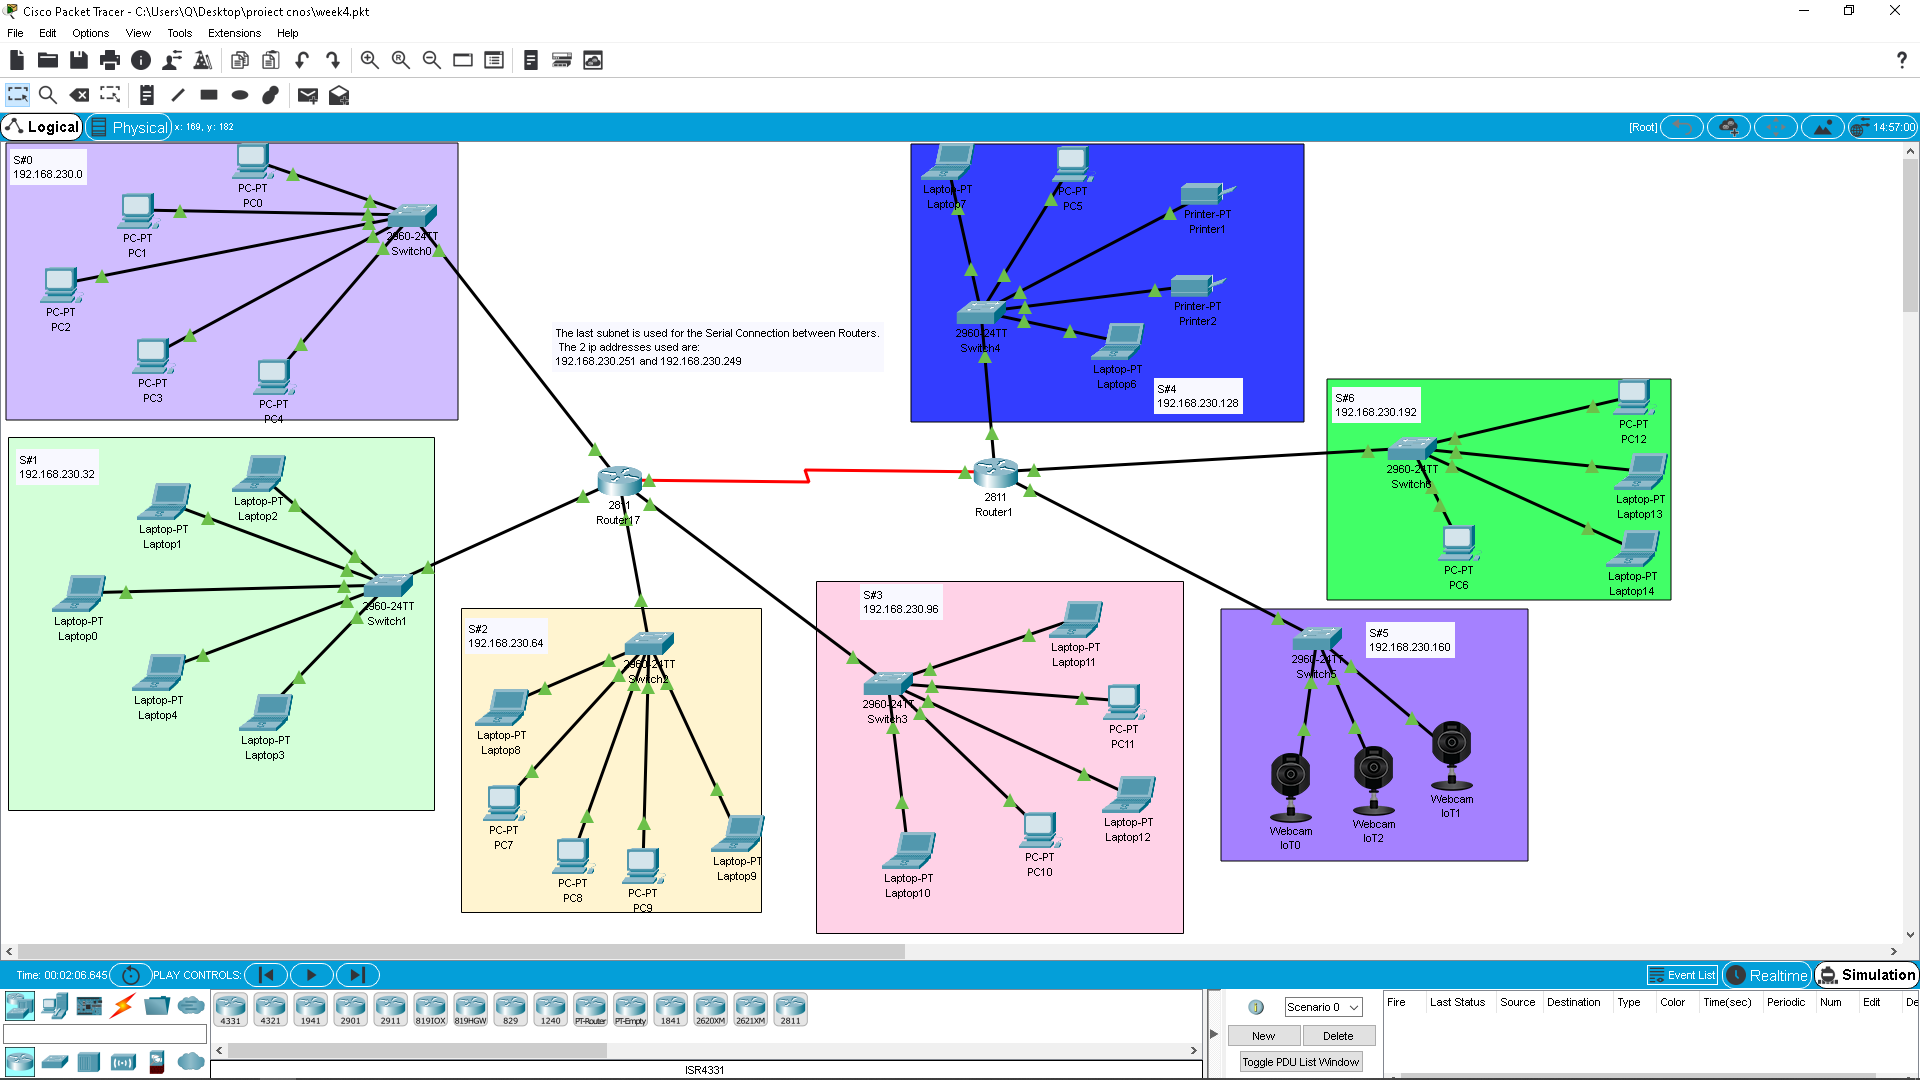 Cisco Packet Tracer - C:\Users\Q\Desktop\proiect cnos\week4.pkt
File Edit Options View Tools Extensions Help
Logical Physical x: 169, y: 182 [Root] 14:57:00
S#0
192.168.230.0
PC-PT
PC0
PC-PT
PC1
PC-PT
PC2
PC-PT
PC3
PC-PT
PC4
2960-24TT
Switch0
S#1
192.168.230.32
Laptop-PT
Laptop2
Laptop-PT
Laptop1
Laptop-PT
Laptop0
Laptop-PT
Laptop4
Laptop-PT
Laptop3
2960-24TT
Switch1
The last subnet is used for the Serial Connection between Routers.
The 2 ip addresses used are:
192.168.230.251 and 192.168.230.249
2811
Router17
2811
Router1
S#2
192.168.230.64
2960-24TT
Switch2
Laptop-PT
Laptop8
PC-PT
PC7
PC-PT
PC8
PC-PT
PC9
Laptop-PT
Laptop9
S#3
192.168.230.96
2960-24TT
Switch3
Laptop-PT
Laptop11
PC-PT
PC11
Laptop-PT
Laptop12
PC-PT
PC10
Laptop-PT
Laptop10
Laptop-PT
Laptop7
PC-PT
PC5
Printer-PT
Printer1
Printer-PT
Printer2
Laptop-PT
Laptop6
2960-24TT
Switch4
S#4
192.168.230.128
S#6
192.168.230.192
2960-24TT
Switch6
PC-PT
PC12
Laptop-PT
Laptop13
Laptop-PT
Laptop14
PC-PT
PC6
S#5
192.168.230.160
2960-24TT
Switch5
Webcam
IoT0
Webcam
IoT2
Webcam
IoT1
Time: 00:02:06.645 PLAY CONTROLS: Event List Realtime Simulation
4331 4321 1941 2901 2911 819IOX 819HGW 829 1240 PT-Router PT-Empty 1841 2620XM 2621XM 2811
ISR4331
Scenario 0
New Delete
Toggle PDU List Window
Fire Last Status Source Destination Type Color Time(sec) Periodic Num Edit De